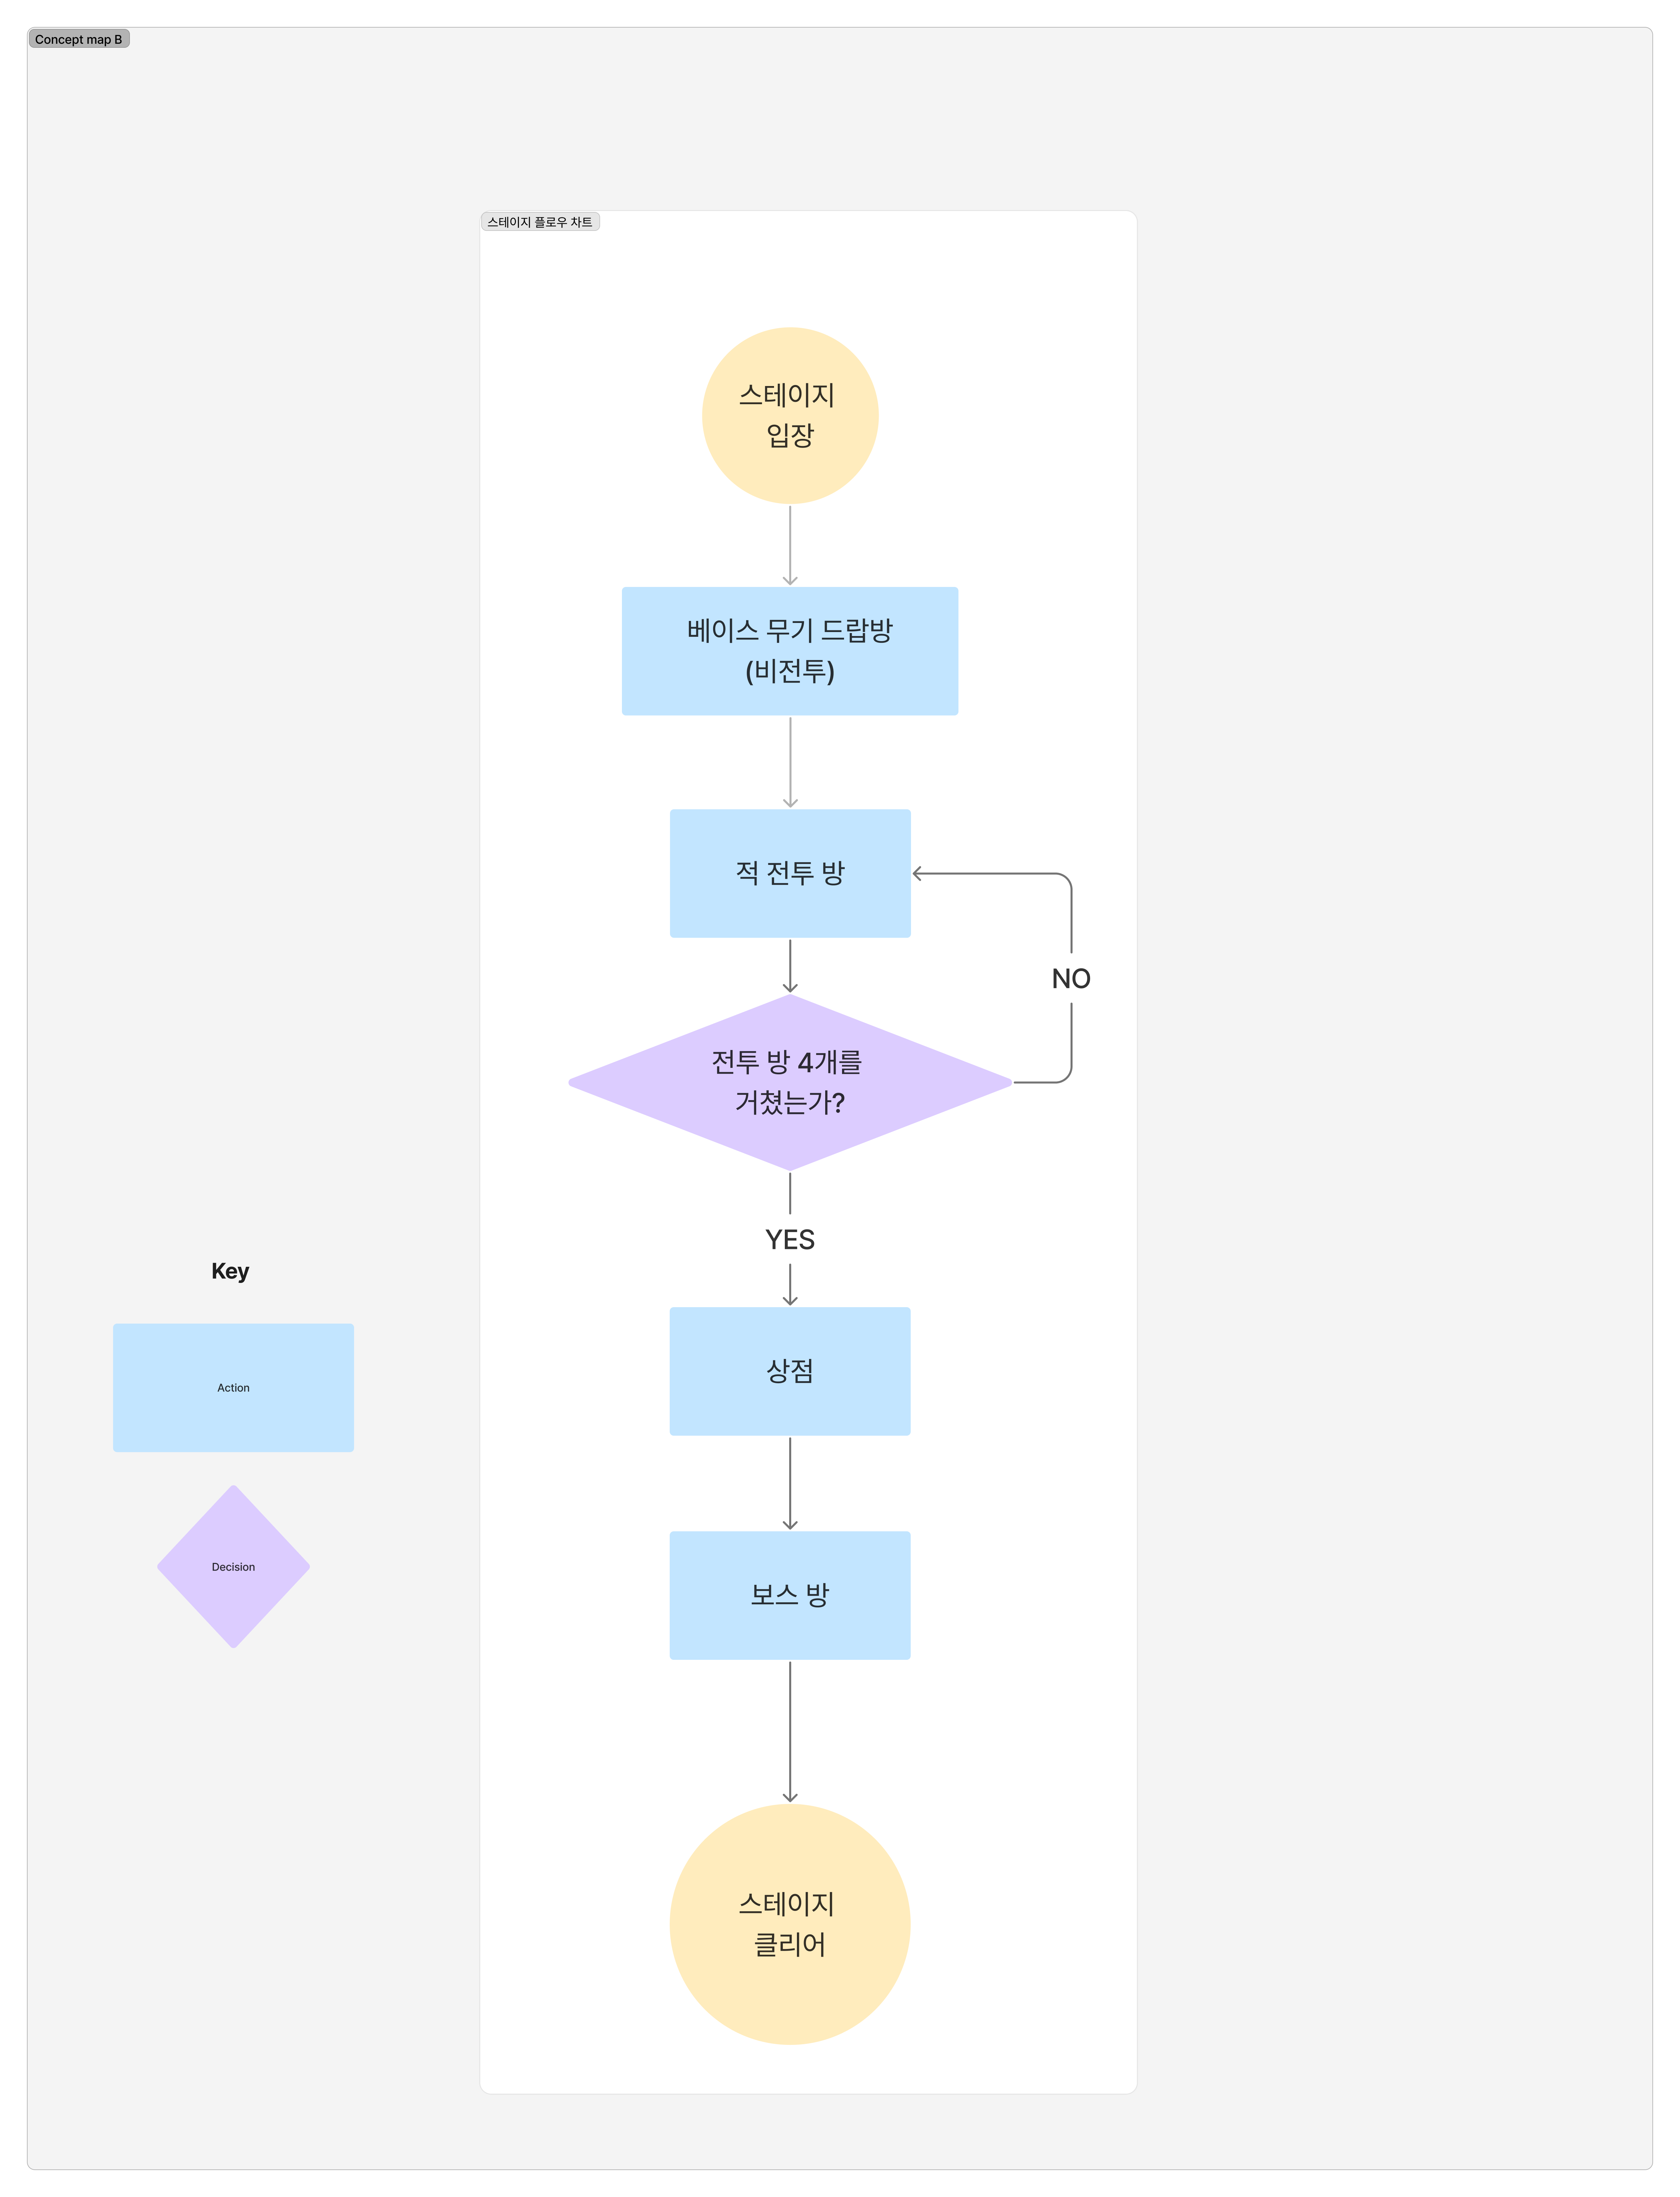 Concept map B
스테이지 플로우 차트
스테이지
입장
베이스 무기 드랍방
(비전투)
적 전투 방
NO
전투 방 4개를
거쳤는가?
YES
상점
보스 방
스테이지
클리어
Key
Action
Decision